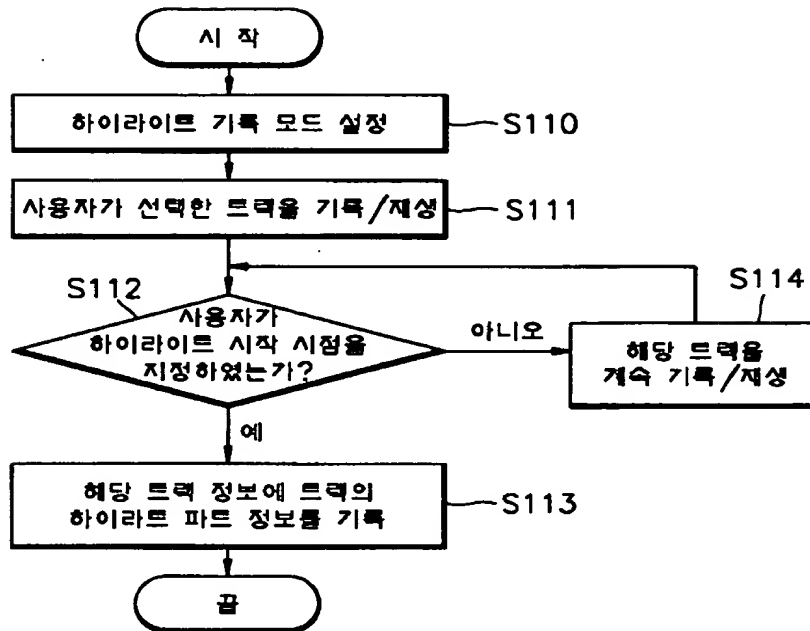 시 작
하이라이트 기록 모드 설정
S110
사용자가 선택한 트랙을 기록/재생
S111
S112
사용자가
하이라이트 시작 시점을
지정하였는가?
아니오
S114
해당 트랙을
계속 기록/재생
예
해당 트랙 정보에 트랙의
하이라트 파트 정보를 기록
S113
끝